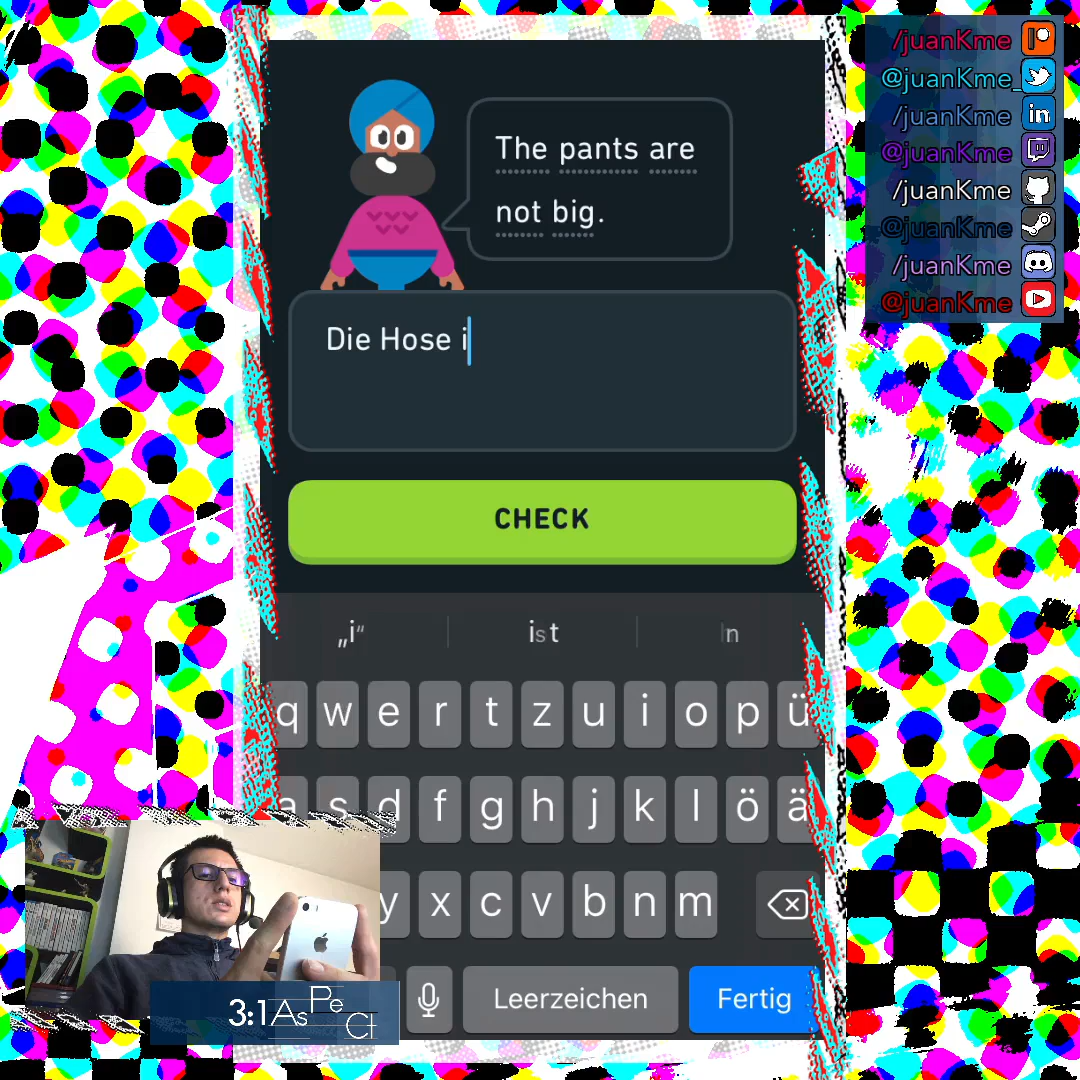 /juanKme
@juanKme_
/juanKme
@juanKme
/juanKme
@juanKme
/juanKme
@juanKme
The pants are
not big.
Die Hose i
CHECK
„i“
ist
In
q w e r t z u i o p ü
a s d f g h j k l ö ä
y x c v b n m
Leerzeichen
Fertig
3:1 AsPeCt